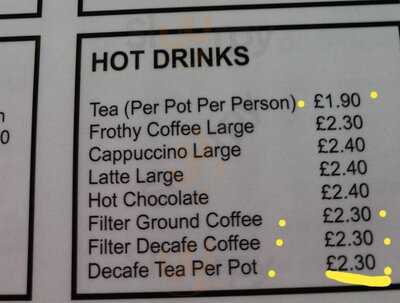 HOT DRINKS
Tea (Per Pot Per Person) £1.90
Frothy Coffee Large £2.30
Cappuccino Large £2.40
Latte Large £2.40
Hot Chocolate £2.40
Filter Ground Coffee £2.30
Filter Decafe Coffee £2.30
Decafe Tea Per Pot £2.30